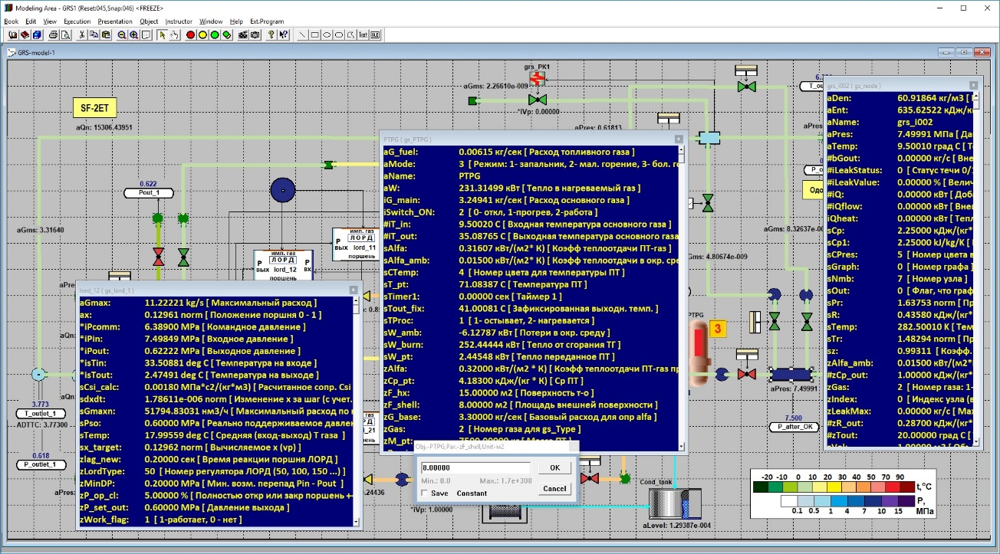 Modeling Area - GRS1 (Reset:045,Snap:046) <FREEZE>
Book Edit View Execution Presentation Object Instructor Window Help Ext.Program
GRS-model-1
SF-2ET
aQn: 15306.43951
0.622
Pout_1
aGms: 3.31640
grs_PK1
aGms: 2.26610e-009
^iVp: 0.00000
aPres: 0.61813
имп. газ
ЛОРД
P
вых
lord_11
поршень
имп. газ
ЛОРД
P
вых
P
вх
lord_12
поршень
3.773
T_outlet_1
ADTTC: 3.77300
0.618
P_outlet_1
lord_12 ( gs_lord_1 )
aGmax: 11.22221 kg/s [ Максимальный расход ]
ax: 0.12961 norm [ Положение поршня 0 - 1 ]
*iPcomm: 6.38900 MPa [ Командное давление ]
*iPin: 7.49849 MPa [ Входное давление ]
*iPout: 0.62222 MPa [ Выходное давление ]
*isTin: 33.50881 deg C [ Температура на входе ]
*isTout: 2.47491 deg C [ Температура на выходе ]
sCsi_calc: 0.00180 MPa*c2/(кг*м3) [ Расчитанное сопр. Csi
sdxdt: 1.78611e-006 norm [ Изменение x за шаг (с учет.
sGmaxn: 51794.83031 нм3/ч [ Максимальный расход по
sPso: 0.60000 MPa [ Реально поддерживаемое давлен
sTemp: 17.99559 deg C [ Средняя (вход-выход) T газа ]
sx_target: 0.12962 norm [ Вычисляемое x (vp) ]
zlag_new: 0.20000 сек [ Время реакции поршня ЛОРД ]
zLordType: 50 [ Номер регулятора ЛОРД (50, 100, 150 ...) ]
zMinDP: 0.20000 MPa [ Мин. возм. перепад Pin - Pout ]
zP_op_cl: 5.00000 % [ Полностью откр или закр поршень +
zP_set_out: 0.60000 MPa [ Давление выхода ]
zWork_flag: 1 [ 1-работает, 0 - нет ]
PTPG ( gs_PTPG )
aG_fuel: 0.00615 кг/сек [ Расход топливного газа ]
aMode: 3 [ Режим: 1- запальник, 2- мал. горение, 3- бол. го
aName: PTPG
aW: 231.31499 кВт [ Тепло в нагреваемый газ ]
iG_main: 3.24941 кг/сек [ Расход основного газа ]
iSwitch_ON: 2 [ 0- откл, 1-прогрев, 2-работа ]
#iT_in: 9.50020 C [ Входная температура основного газа ]
#iT_out: 35.08765 C [ Выходная температура основного газа
sAlfa: 0.31607 кВт/(м2* K) [ Коэфф теплоотдачи ПТ-газ ]
sAlfa_amb: 0.01500 кВт/(м2* K) [ Коэфф теплоотдачи в окр. сре
sCTemp: 4 [ Номер цвета для температуры ПТ ]
sT_pt: 71.08387 C [ Температура ПТ ]
sTimer1: 0.00000 сек [ Таймер 1 ]
sTout_fix: 41.00081 C [ Зафиксированная выходн. темп. ]
sTProc: 1 [ 1- остывает, 2- нагревается ]
sW_amb: -6.12787 кВт [ Потери в окр. среду ]
sW_burn: 252.44444 кВт [ Тепло от сгорания ТГ ]
sW_pt: 2.44548 кВт [ Тепло переданное ПТ ]
zAlfa: 0.32000 кВт/(м2 * K) [ Коэфф теплоотдачи ПТ-газ пр
zCp_pt: 4.18300 кДж/(кг * K) [ Ср ПТ ]
zF_hx: 15.00000 м2 [ Поверхность т-о ]
zF_shell: 8.00000 м2 [ Площадь внешней поверхности ]
zG_base: 3.30000 кг/сек [ Базовый расход для опр alfa ]
zGas: 2 [ Номер газа для gs_Type ]
zM_pt:
Obj.-PTPG,Par.-zF_shell,Unit-м2
8.00000
OK
Min.: 0.0 Max.: 1.7e+308
Save Constant
Cancel
^iVp: 1.00000
grs_i002 ( gs_node )
aDen: 60.91864 кг/м3 [
aEnt: 635.62522 кДж/к
aName: grs_i002
aPres: 7.49991 МПа [ Да
aTemp: 9.50010 град C [ Т
#bGout: 0.00000 кг/с [ Вне
#iLeakStatus: 0 [ Статус течи 0/1
#iLeakValue: 0.00000 % [ Велич
#iQ: 0.00000 кВт [ Доб
#iQflow: 0.00000 кВт [ Вне
iQheat: 0.00000 кВт [ Тепл
sCp: 2.25000 кДж/(кг*
sCp1: 2.25000 kJ/kg/K [
sCPres: 5 [ Номер цвета в
sGraph: 0 [ Номер графа ]
sNmb: 7 [ Номер узла ]
sOut: 0 [ Флаг, что граф
sPr: 1.63753 norm [ Пр
sR: 0.43580 кДж/(кг*
sTemp: 282.50010 K [ Тем
sTr: 1.48294 norm [ Пр
sz: 0.99311 [ Коэфф.
zAlfa_amb: 0.01500 кВт/(м2*
#zCp_out: 1.00000 кДж/(кг*
zGas: 2 [ Номер газа: 1-
zIndex: 0 [ Индекс узла (в
zLeakMax: 0.00000 кг/с [ Ма
#zR_out: 0.28700 кДж/(кг*
#zTout: 20.00000 град C [
aGms: 8.32637e-00
Gms: 4.80674e-009
PTPG
3
aPres: 7.49991
7.500
P_after_OK
Cond_tank
aLevel: 1.29387e-004
-20 -10 0 10 20 30 40 50 70 90
t,°C
P,
МПа
0.1 0.5 1 4 7 10 15